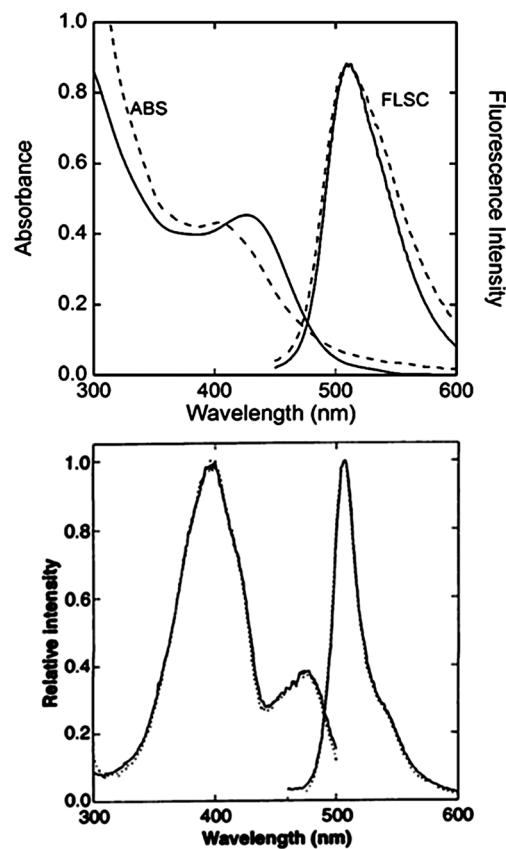 1.0
0.8
0.6
0.4
0.2
0.0
Absorbance
ABS
FLSC
Fluorescence Intensity
300 400 500 600
Wavelength (nm)
1.0
0.8
0.6
0.4
0.2
0.0
Relative intensity
300 400 500 600
Wavelength (nm)